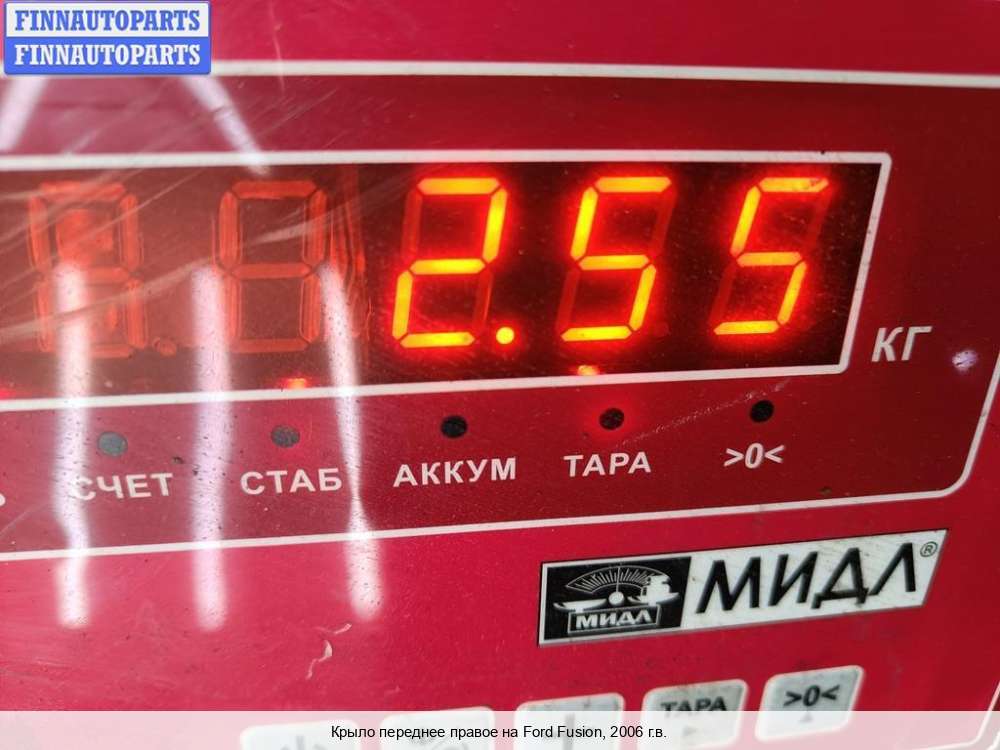 FINNAUTOPARTS
FINNAUTOPARTS
2.55
КГ
СЧЕТ СТАБ АККУМ ТАРА >0<
МИДЛ МИДЛ®
ТАРА >0<
Крыло переднее правое на Ford Fusion, 2006 г.в.